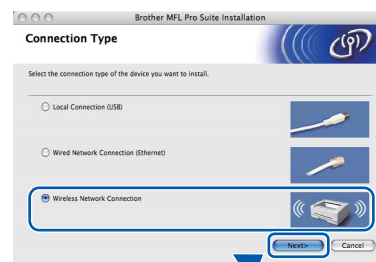 Brother MFL Pro Suite Installation
Connection Type
Select the connection type of the device you want to install.
Local Connection (USB)
Wired Network Connection (Ethernet)
Wireless Network Connection
Next> Cancel